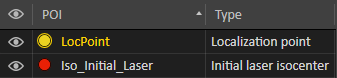 POI Type
LocPoint Localization point
Iso_Initial_Laser Initial laser isocenter